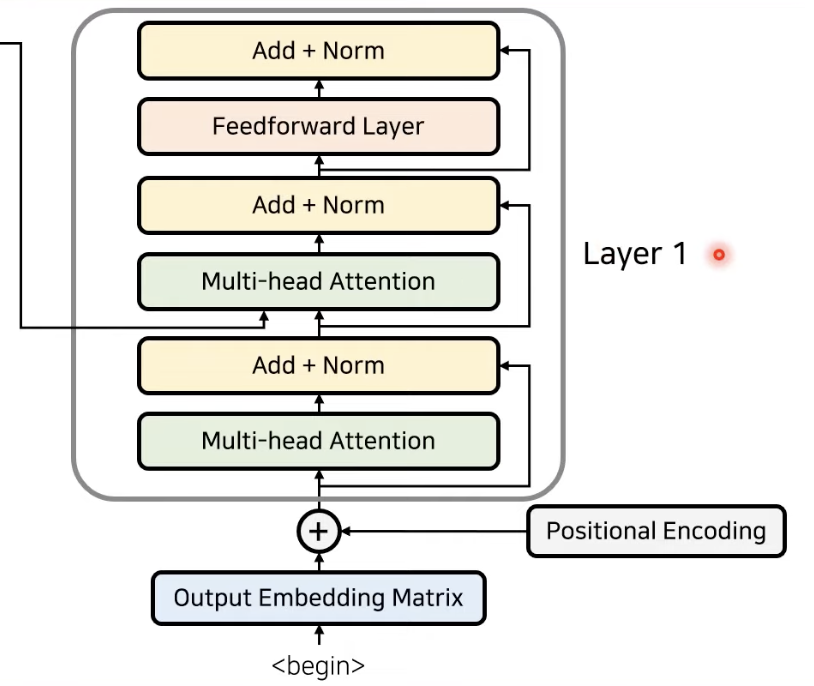 Add + Norm
Feedforward Layer
Add + Norm
Layer 1
Multi-head Attention
Add + Norm
Multi-head Attention
+
Positional Encoding
Output Embedding Matrix
<begin>